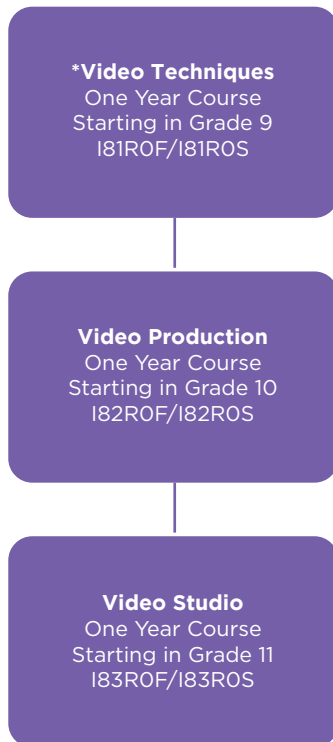 *Video Techniques
One Year Course
Starting in Grade 9
I81R0F/I81R0S
Video Production
One Year Course
Starting in Grade 10
I82R0F/I82R0S
Video Studio
One Year Course
Starting in Grade 11
I83R0F/I83R0S